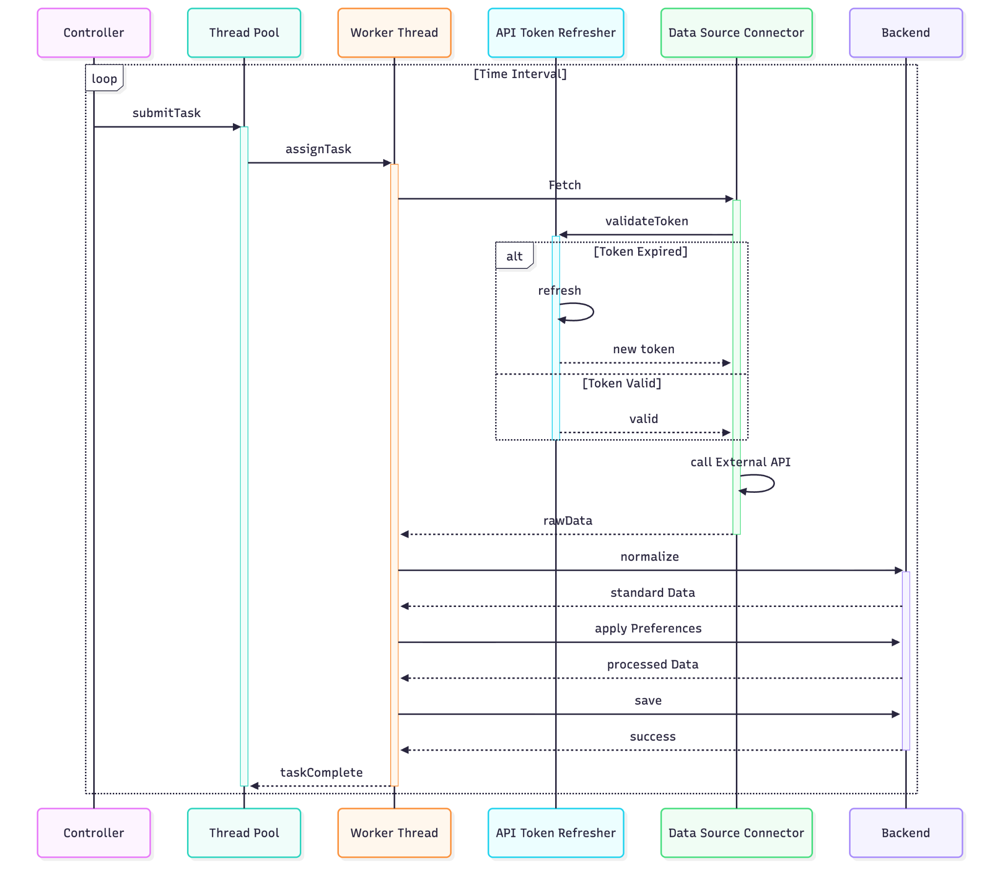 Controller
Thread Pool
Worker Thread
API Token Refresher
Data Source Connector
Backend
loop
[Time Interval]
submitTask
assignTask
Fetch
validateToken
alt
[Token Expired]
refresh
new token
[Token Valid]
valid
call External API
rawData
normalize
standard Data
apply Preferences
processed Data
save
success
taskComplete
Controller
Thread Pool
Worker Thread
API Token Refresher
Data Source Connector
Backend